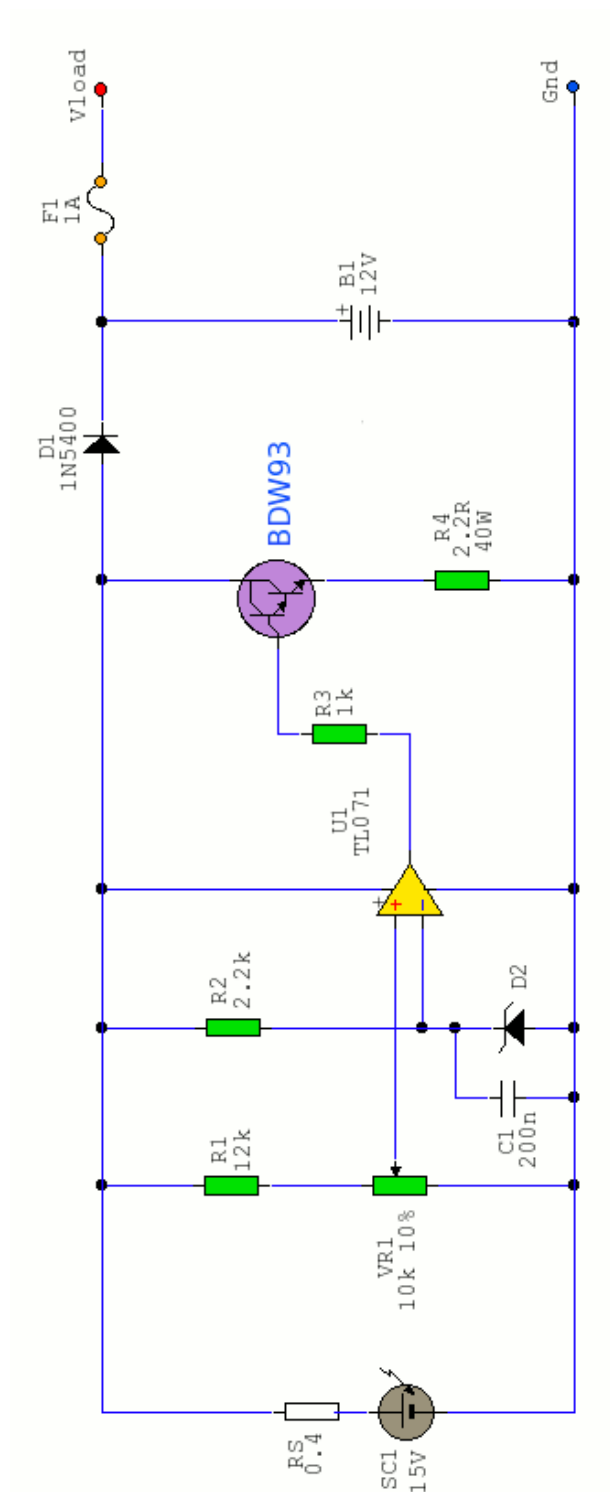 Vload
Gnd
F1
1A
B1
12V
D1
1N5400
BDW93
R4
2.2R
40W
R3
1k
U1
TL071
+
+
-
R2
2.2k
D2
C1
200n
R1
12k
VR1
10k 10%
RS
0.4
SC1
15V
+